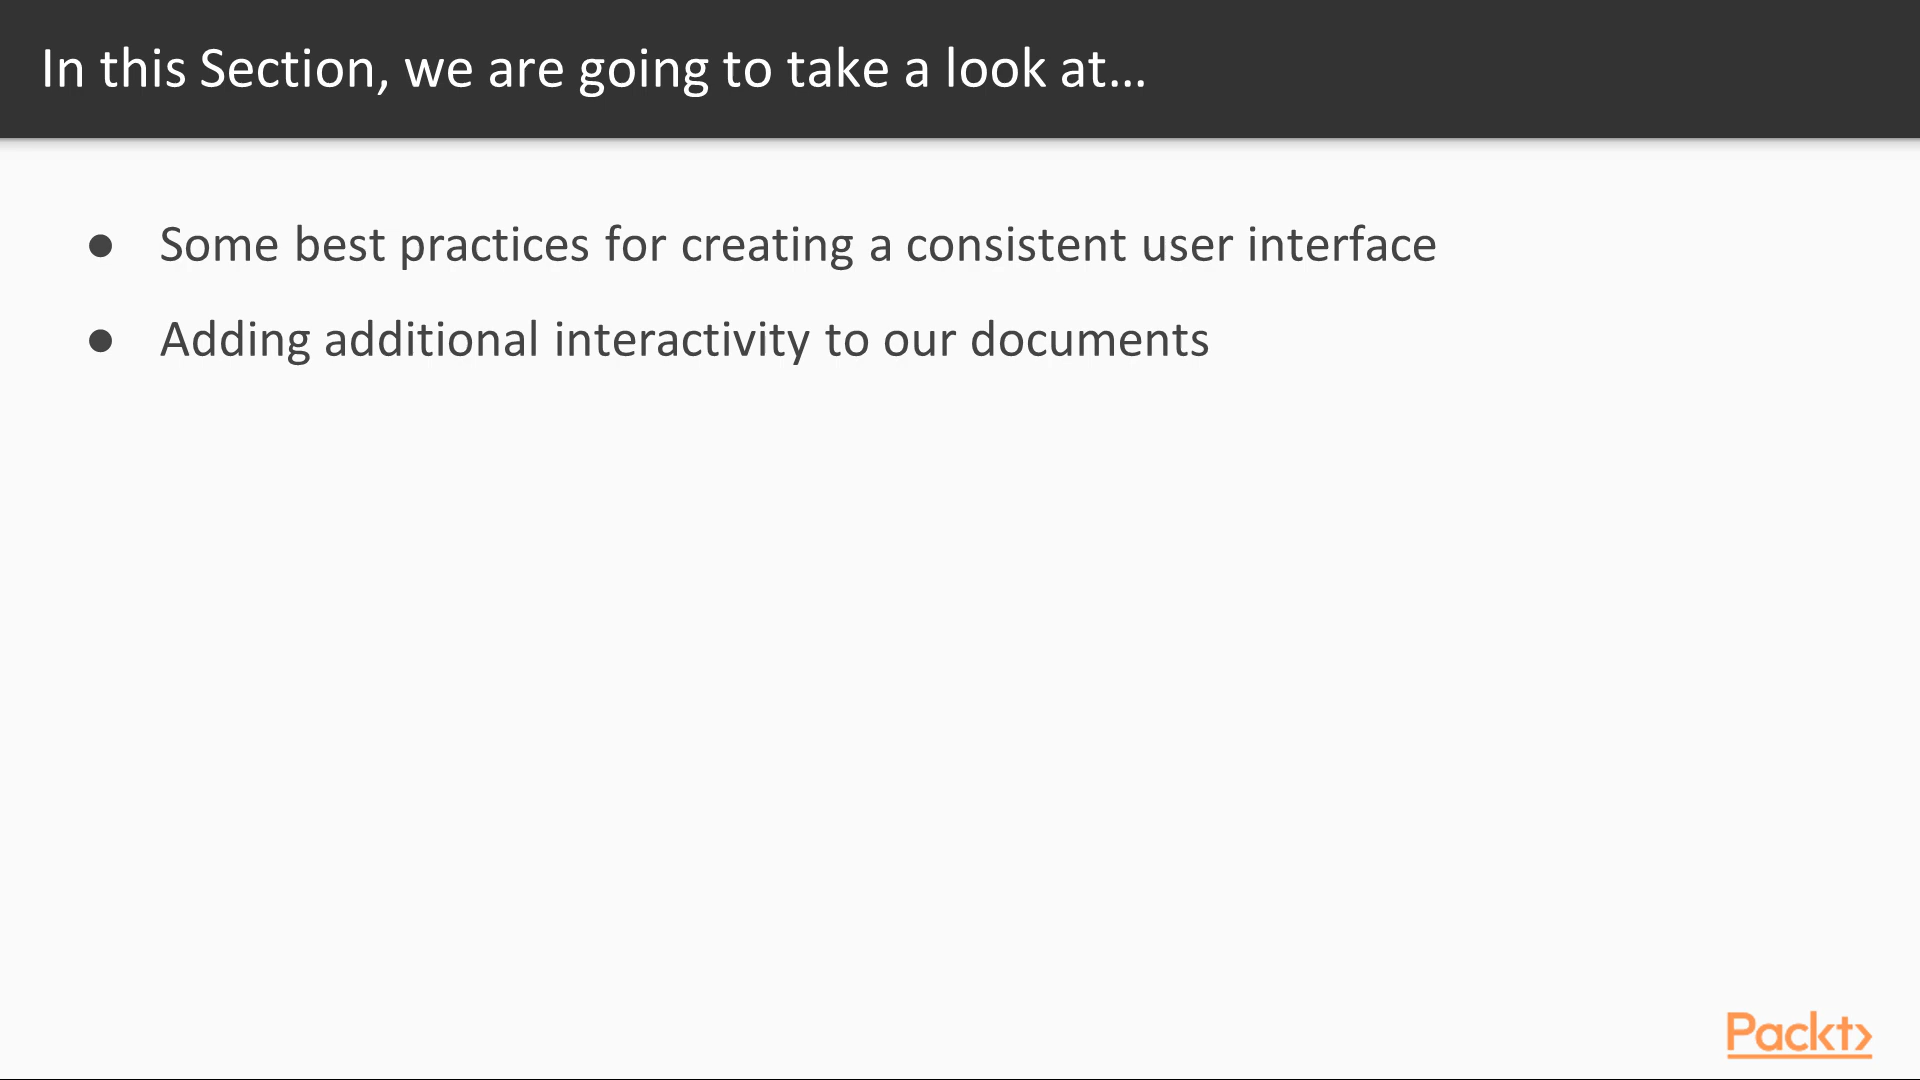 In this Section, we are going to take a look at...
● Some best practices for creating a consistent user interface
● Adding additional interactivity to our documents
Packt>